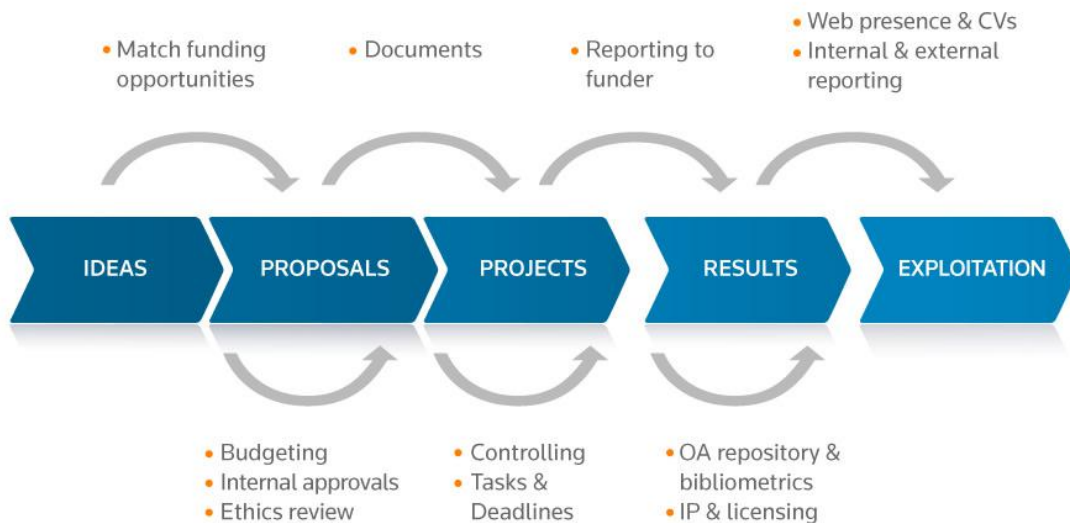 • Match funding
opportunities
• Documents
• Reporting to
funder
• Web presence & CVs
• Internal & external
reporting
IDEAS
PROPOSALS
PROJECTS
RESULTS
EXPLOITATION
• Budgeting
• Internal approvals
• Ethics review
• Controlling
• Tasks &
Deadlines
• OA repository &
bibliometrics
• IP & licensing